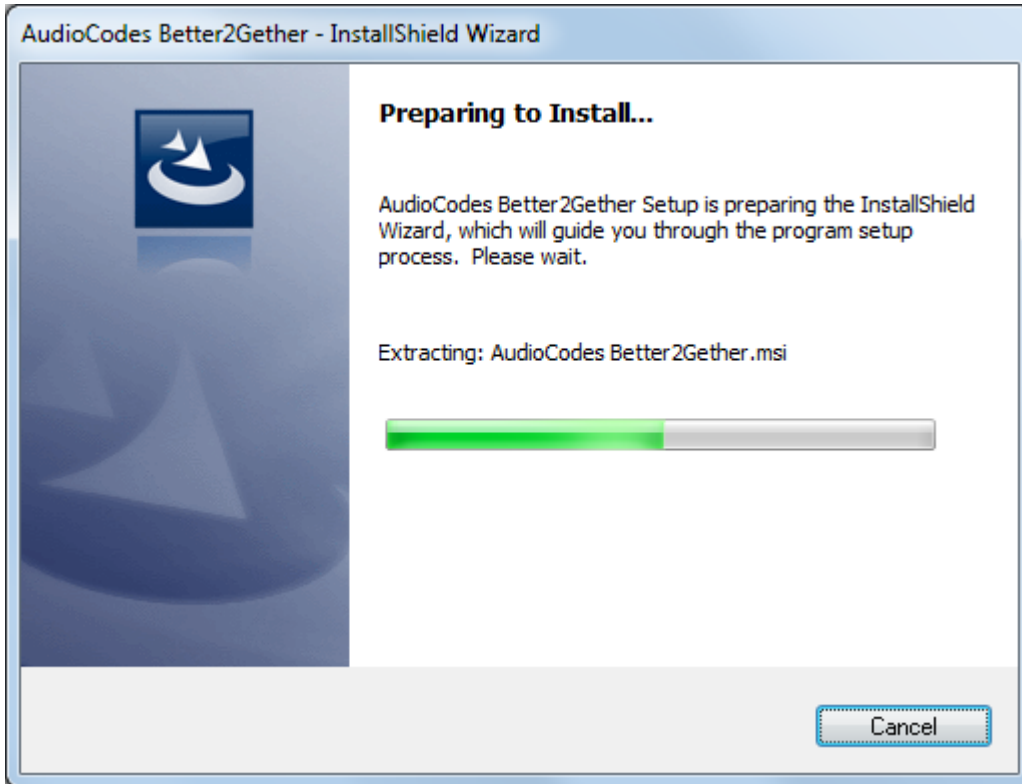 AudioCodes Better2Gether - InstallShield Wizard
Preparing to Install...
AudioCodes Better2Gether Setup is preparing the InstallShield
Wizard, which will guide you through the program setup
process.  Please wait.
Extracting: AudioCodes Better2Gether.msi
Cancel